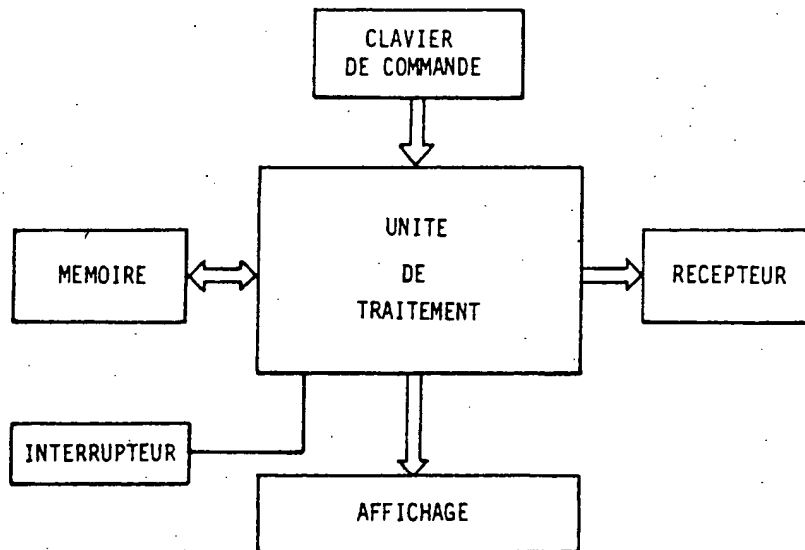 CLAVIER
DE COMMANDE
UNITE
DE
TRAITEMENT
MEMOIRE
RECEPTEUR
INTERRUPTEUR
AFFICHAGE